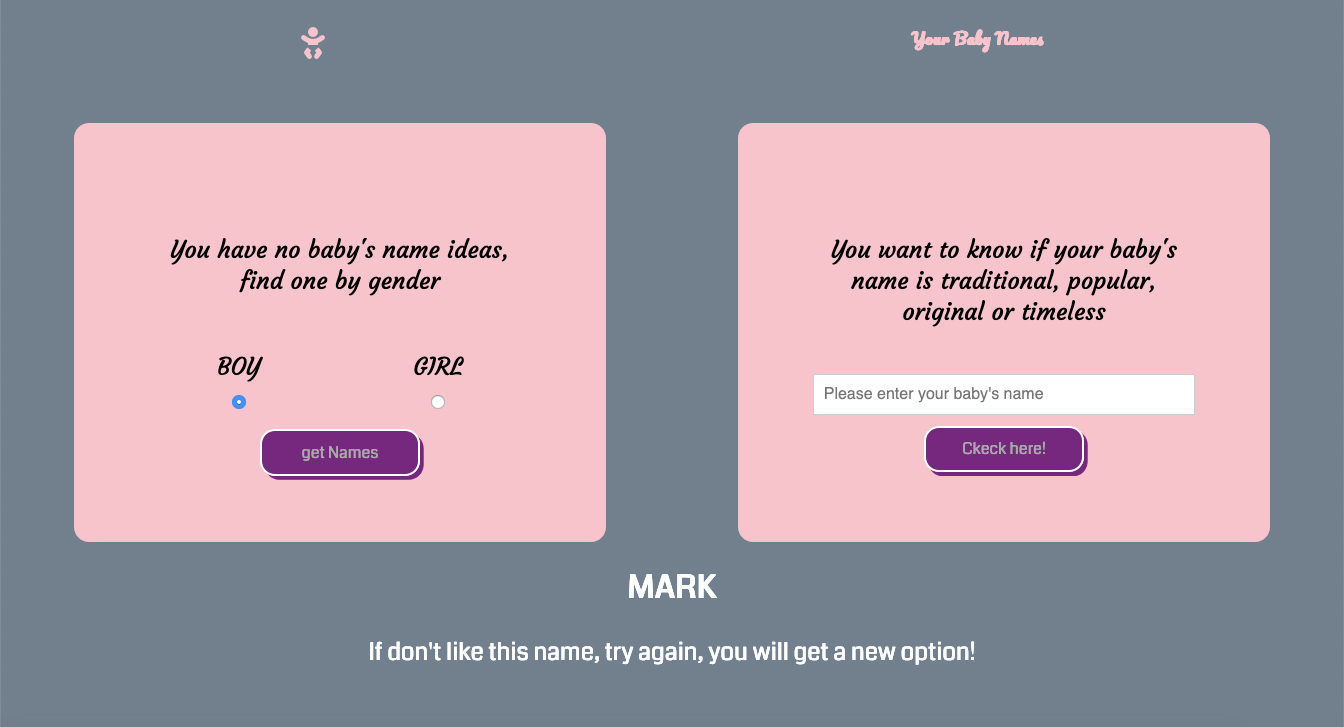 Your Baby Names
You have no baby's name ideas,
find one by gender
BOY
GIRL
get Names
You want to know if your baby's
name is traditional, popular,
original or timeless
Please enter your baby's name
Ckeck here!
MARK
If don't like this name, try again, you will get a new option!